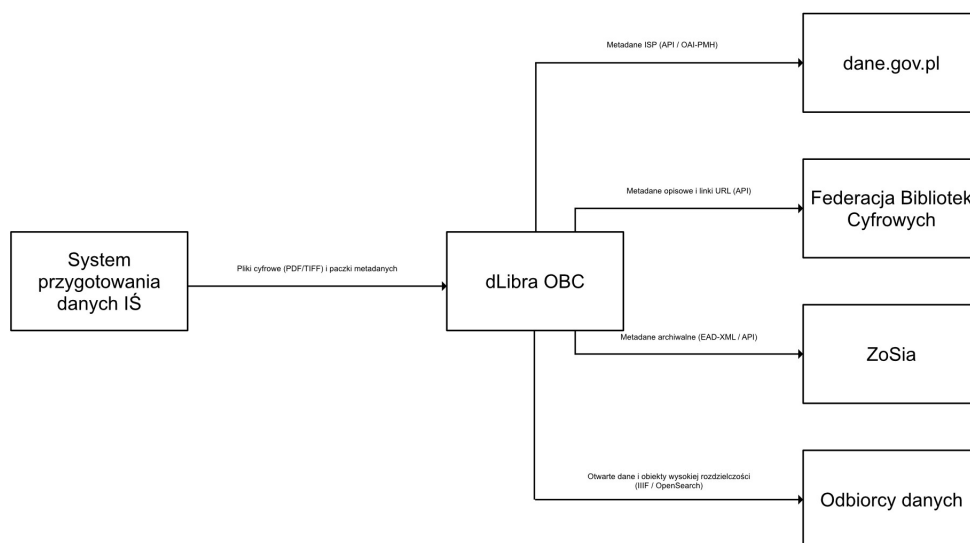 Metadane ISP (API / OAI-PMH)
dane.gov.pl
Metadane opisowe i linki URL (API)
Federacja Bibliotek
Cyfrowych
System
przygotowania
danych IŚ
Pliki cyfrowe (PDF/TIFF) i paczki metadanych
dLibra OBC
Metadane archiwalne (EAD-XML / API)
ZoSia
Otwarte dane i obiekty wysokiej rozdzielczości
(IIIF / OpenSearch)
Odbiorcy danych